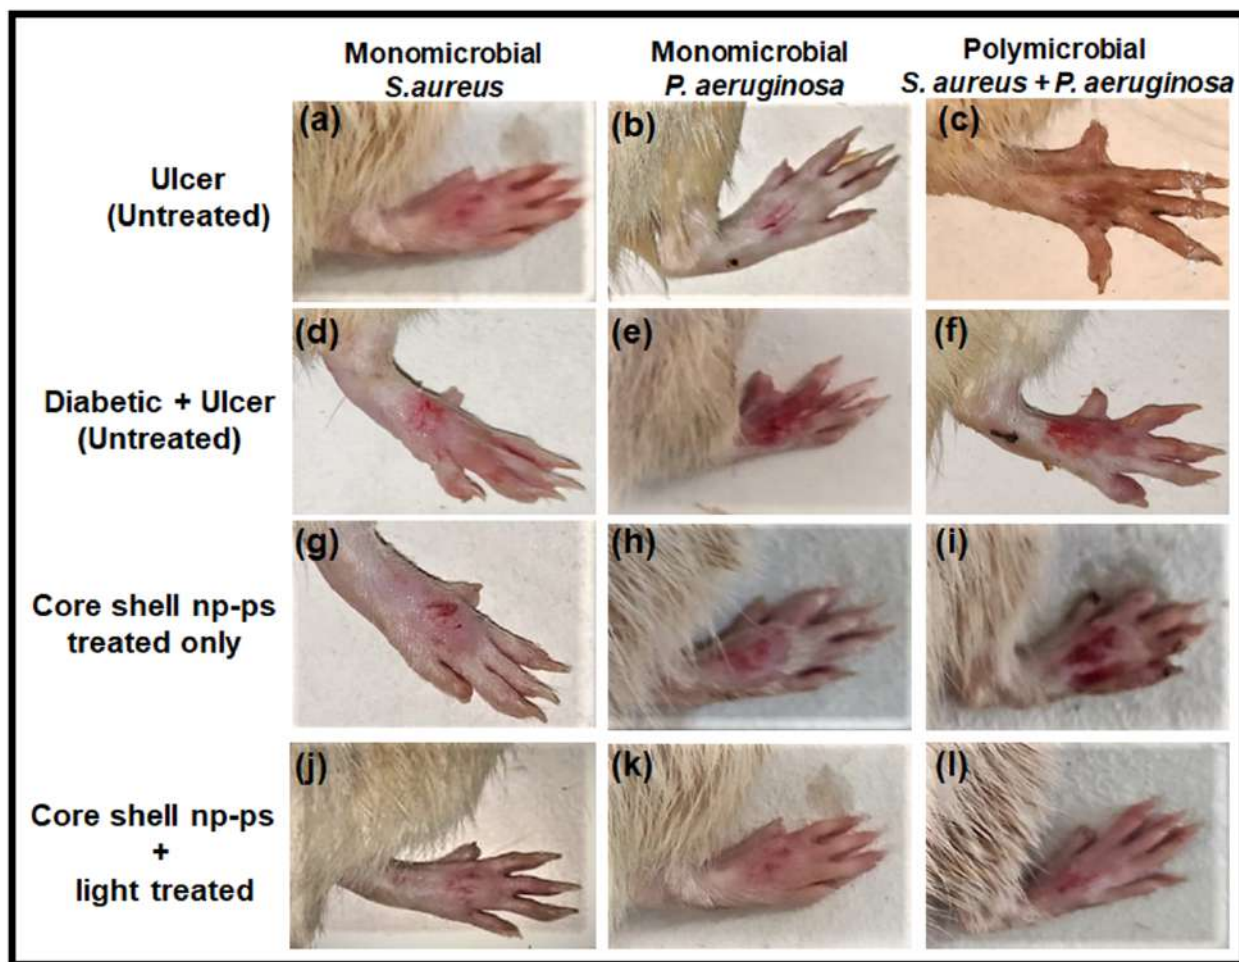 Monomicrobial
S.aureus
Monomicrobial
P. aeruginosa
Polymicrobial
S. aureus + P. aeruginosa
Ulcer
(Untreated)
(a)
(b)
(c)
Diabetic + Ulcer
(Untreated)
(d)
(e)
(f)
Core shell np-ps
treated only
(g)
(h)
(i)
Core shell np-ps
+
light treated
(j)
(k)
(l)